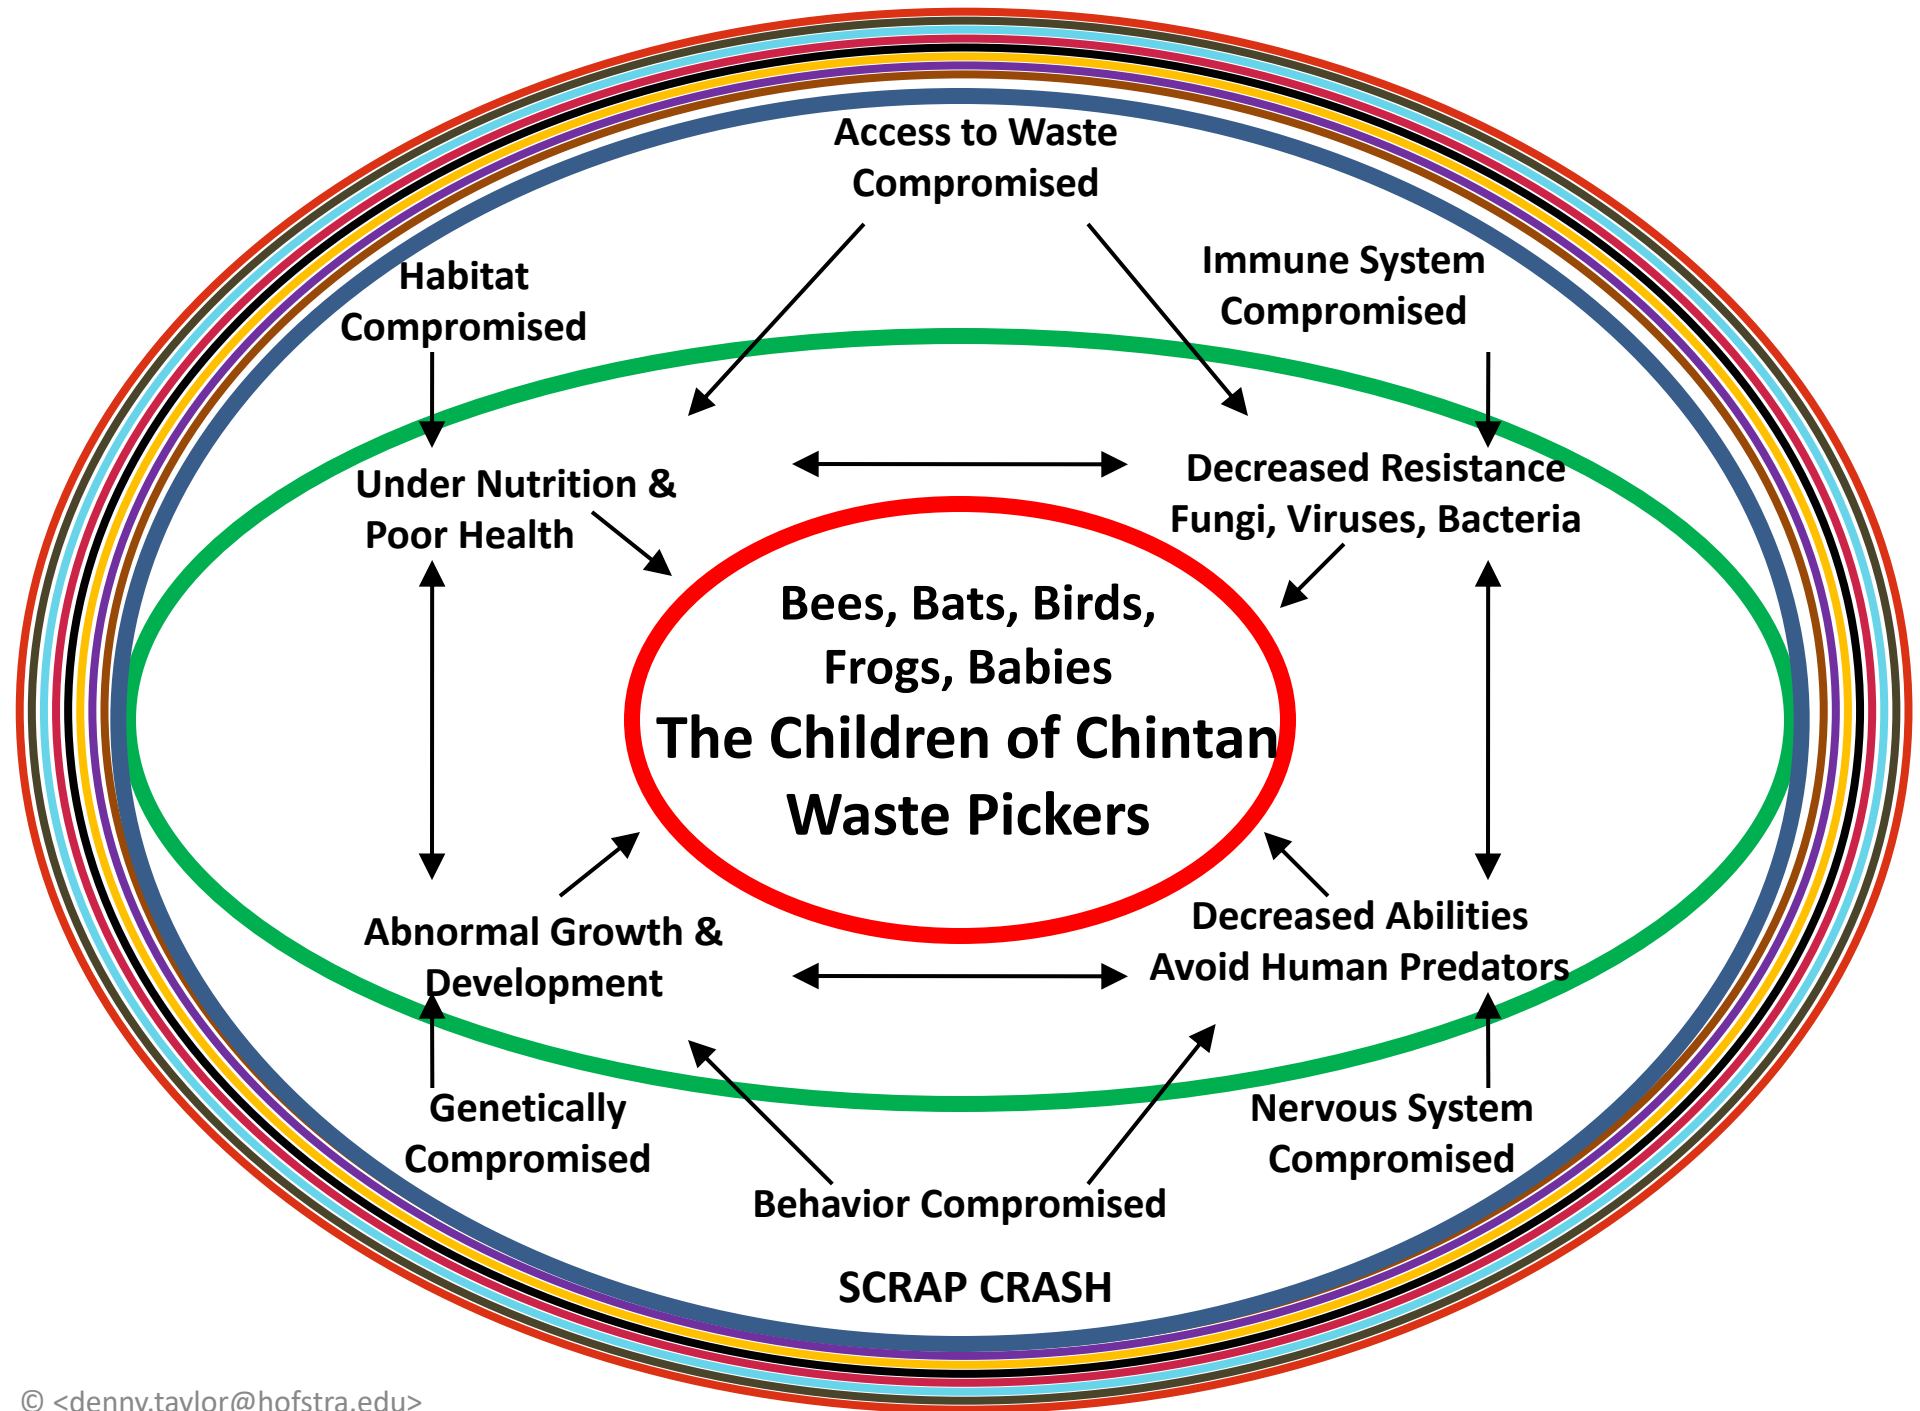 Access to Waste
Compromised
Habitat
Compromised
Immune System
Compromised
Under Nutrition &
Poor Health
Decreased Resistance
Fungi, Viruses, Bacteria
Bees, Bats, Birds,
Frogs, Babies
The Children of Chintan
Waste Pickers
Abnormal Growth &
Development
Decreased Abilities
Avoid Human Predators
Genetically
Compromised
Nervous System
Compromised
Behavior Compromised
SCRAP CRASH
© <denny.taylor@hofstra.edu>